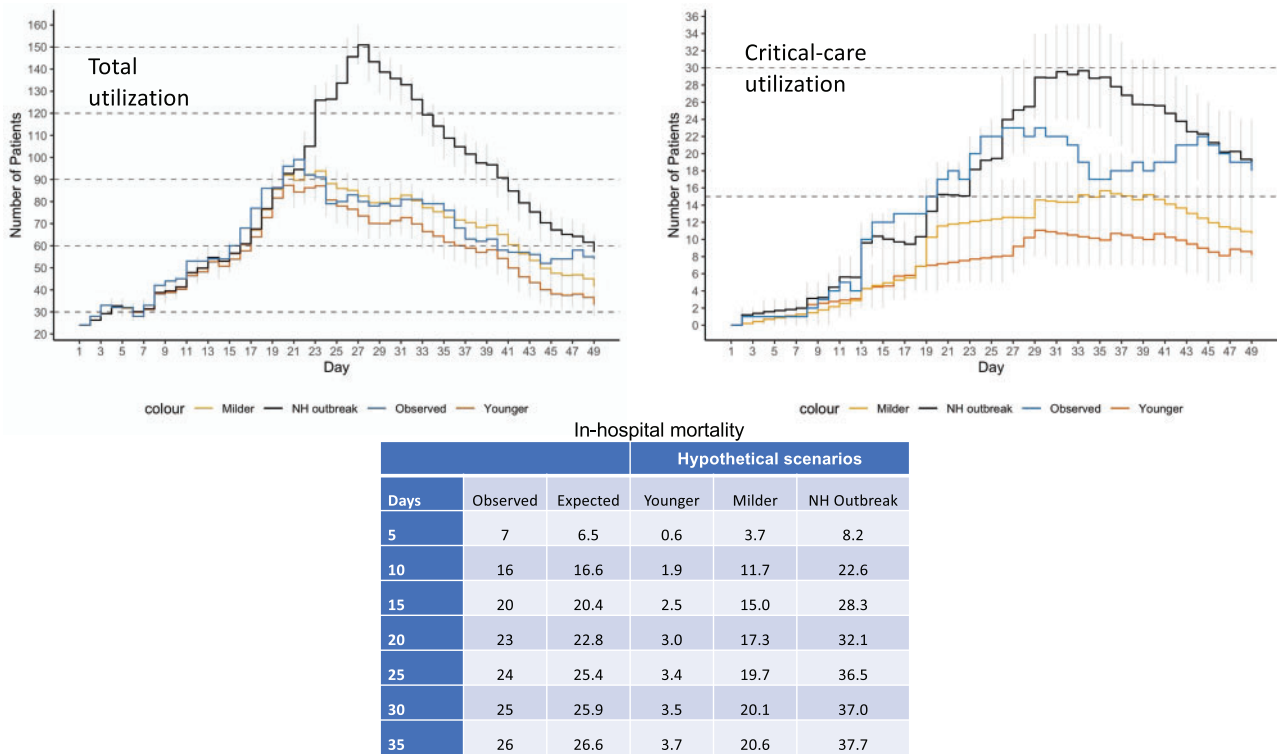 Total
utilization
Number of Patients
160
150
140
130
120
110
100
90
80
70
60
50
40
30
20
1 3 5 7 9 11 13 15 17 19 21 23 25 27 29 31 33 35 37 39 41 43 45 47 49
Day
colour Milder NH outbreak Observed Younger
Critical-care
utilization
Number of Patients
36
34
32
30
28
26
24
22
20
18
16
14
12
10
8
6
4
2
0
1 3 5 7 9 11 13 15 17 19 21 23 25 27 29 31 33 35 37 39 41 43 45 47 49
Day
colour Milder NH outbreak Observed Younger
In-hospital mortality
Hypothetical scenarios
Days Observed Expected Younger Milder NH Outbreak
5 7 6.5 0.6 3.7 8.2
10 16 16.6 1.9 11.7 22.6
15 20 20.4 2.5 15.0 28.3
20 23 22.8 3.0 17.3 32.1
25 24 25.4 3.4 19.7 36.5
30 25 25.9 3.5 20.1 37.0
35 26 26.6 3.7 20.6 37.7